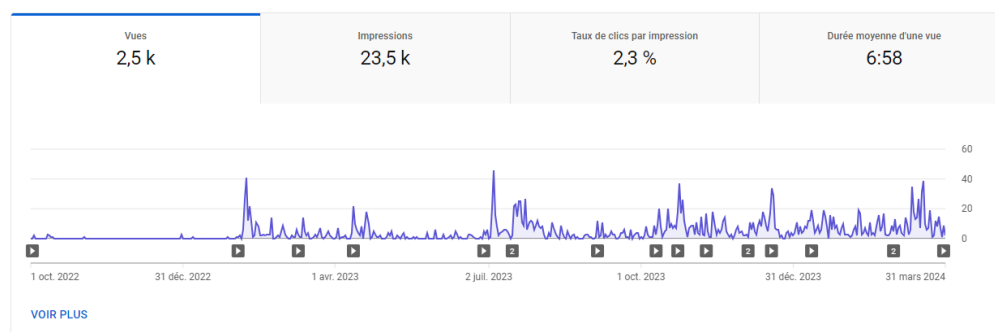 Vues Impressions Taux de clics par impression Durée moyenne d'une vue
2,5 k 23,5 k 2,3 % 6:58
60
40
20
0
2 2 2
1 oct. 2022 31 déc. 2022 1 avr. 2023 2 juil. 2023 1 oct. 2023 31 déc. 2023 31 mars 2024
VOIR PLUS